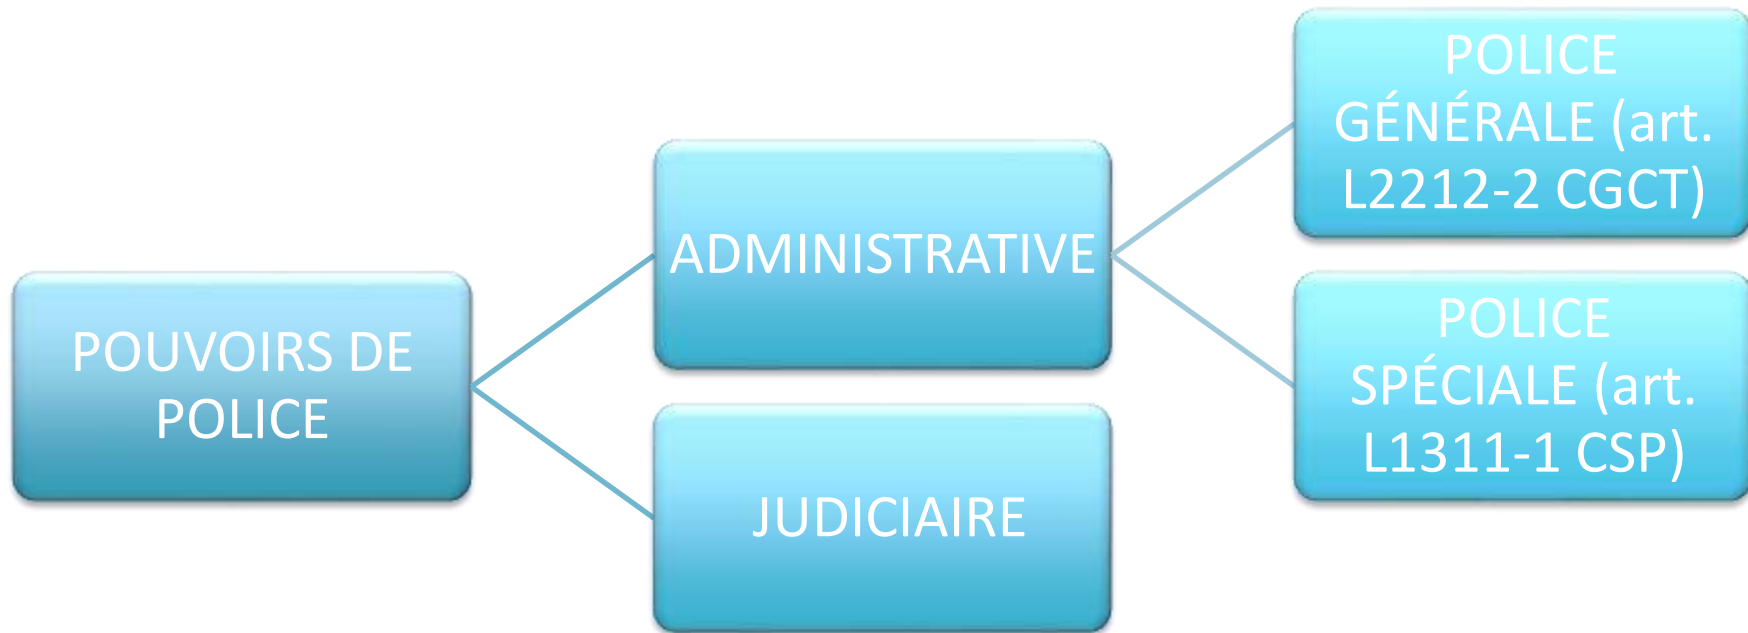 POUVOIRS DE
POLICE
ADMINISTRATIVE
JUDICIAIRE
POLICE
GÉNÉRALE (art.
L2212-2 CGCT)
POLICE
SPÉCIALE (art.
L1311-1 CSP)